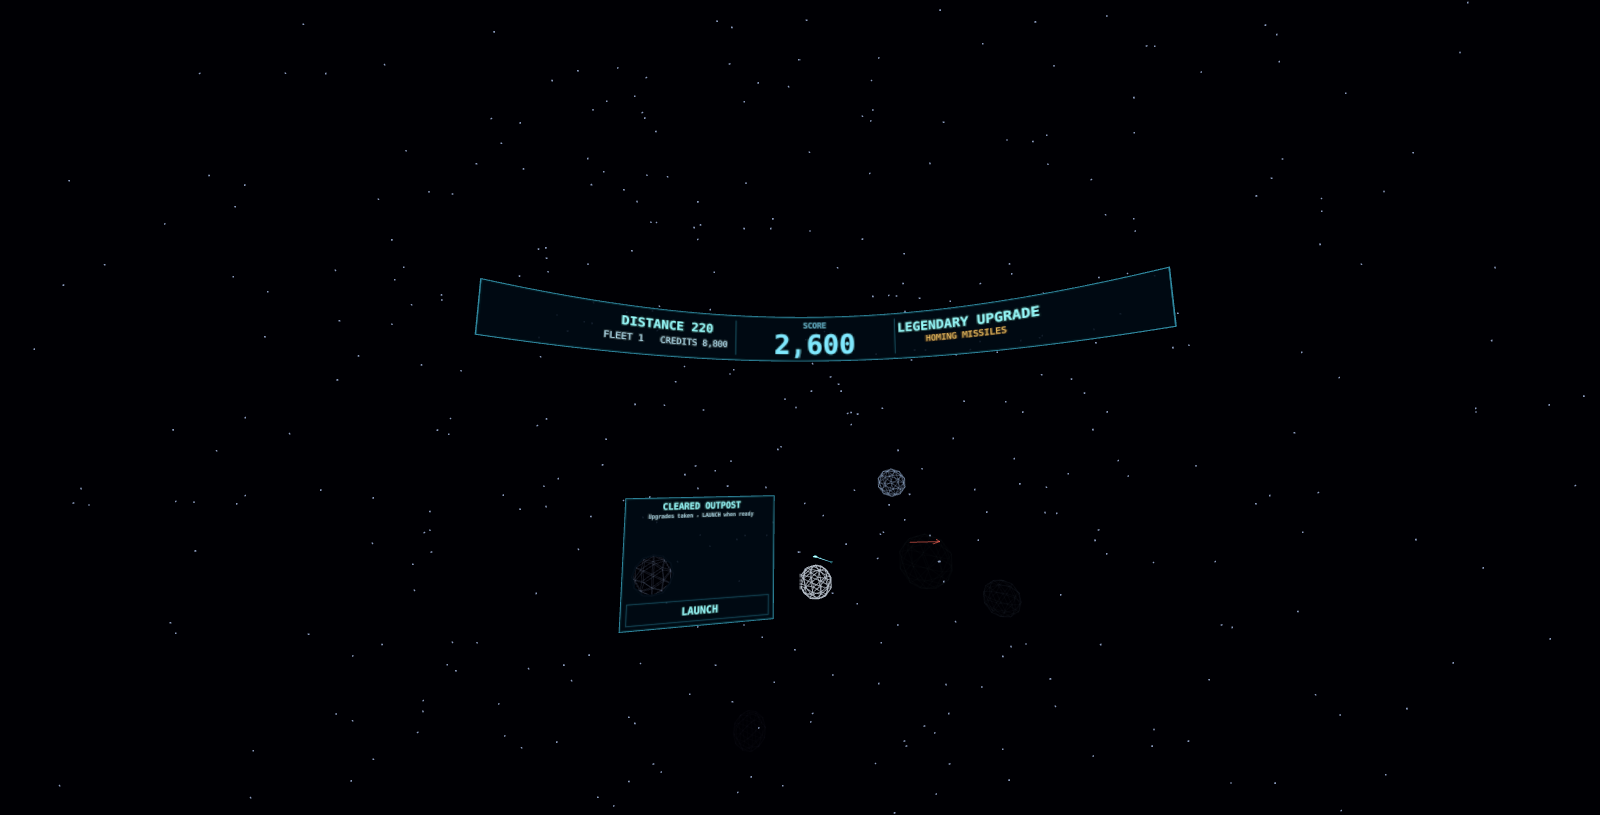 DISTANCE 220
FLEET 1 CREDITS 8,800
SCORE
2,600
LEGENDARY UPGRADE
HOMING MISSILES
CLEARED OUTPOST
Upgrades taken - LAUNCH when ready
LAUNCH